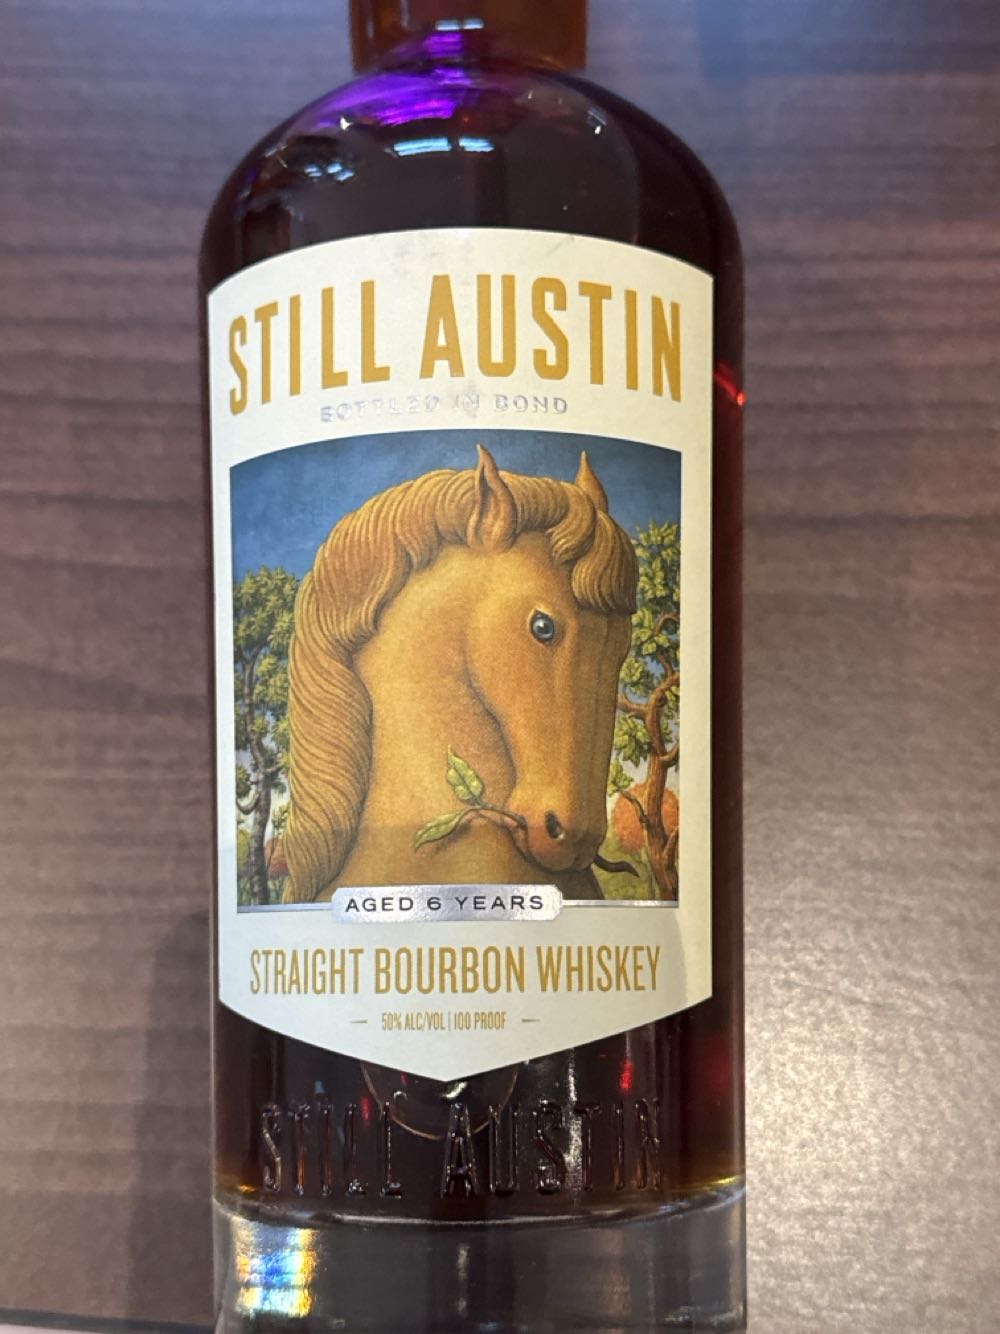 STILL AUSTIN
BOTTLED IN BOND
AGED 6 YEARS
STRAIGHT BOURBON WHISKEY
50% ALC/VOL | 100 PROOF
STILL AUSTIN